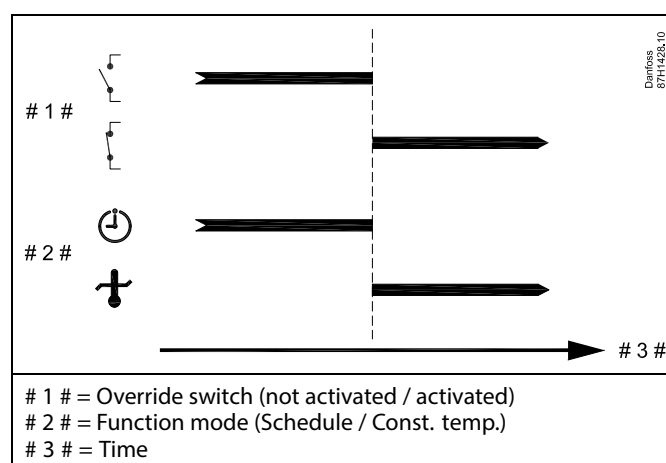 Danfoss
87H1428.10
# 1 #
# 2 #
# 3 #
# 1 # = Override switch (not activated / activated)
# 2 # = Function mode (Schedule / Const. temp.)
# 3 # = Time